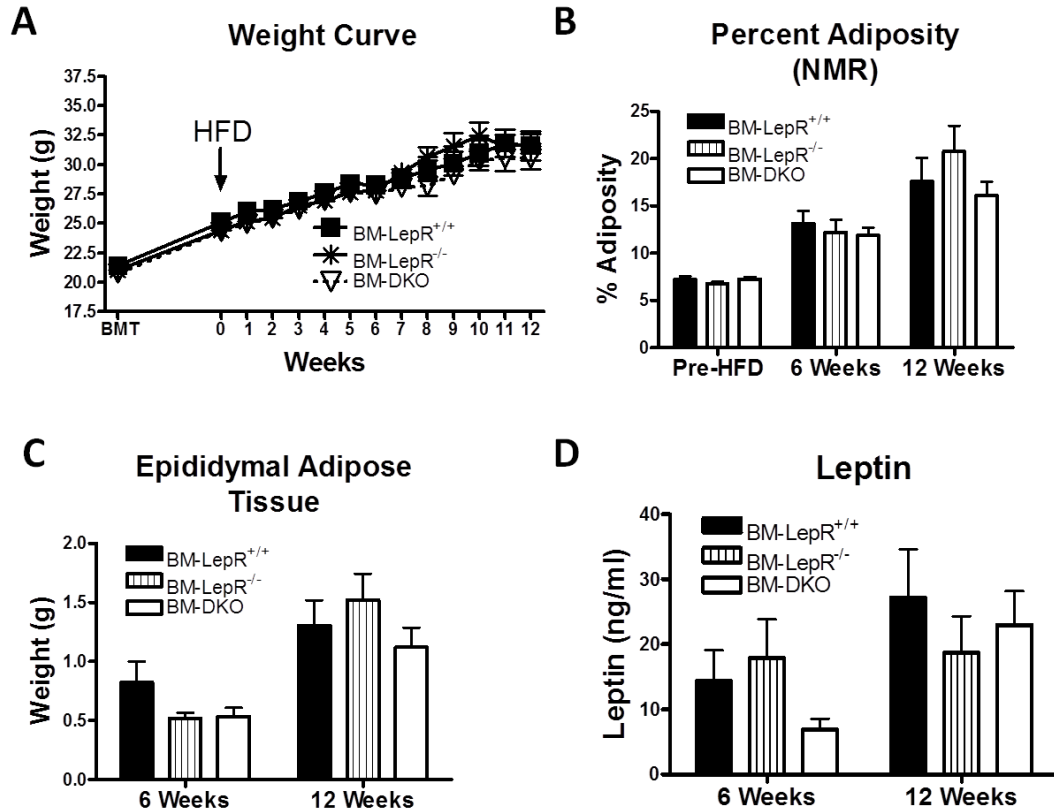 A
Weight Curve
Weight (g)
37.5
35.0
32.5
30.0
27.5
25.0
22.5
20.0
17.5
HFD
BM-LepR+/+
BM-LepR-/-
BM-DKO
BMT 0 1 2 3 4 5 6 7 8 9 10 11 12
Weeks
B
Percent Adiposity
(NMR)
% Adiposity
25
20
15
10
5
0
BM-LepR+/+
BM-LepR-/-
BM-DKO
Pre-HFD 6 Weeks 12 Weeks
C
Epididymal Adipose
Tissue
Weight (g)
2.0
1.5
1.0
0.5
0.0
BM-LepR+/+
BM-LepR-/-
BM-DKO
6 Weeks 12 Weeks
D
Leptin
Leptin (ng/ml)
40
30
20
10
0
BM-LepR+/+
BM-LepR-/-
BM-DKO
6 Weeks 12 Weeks